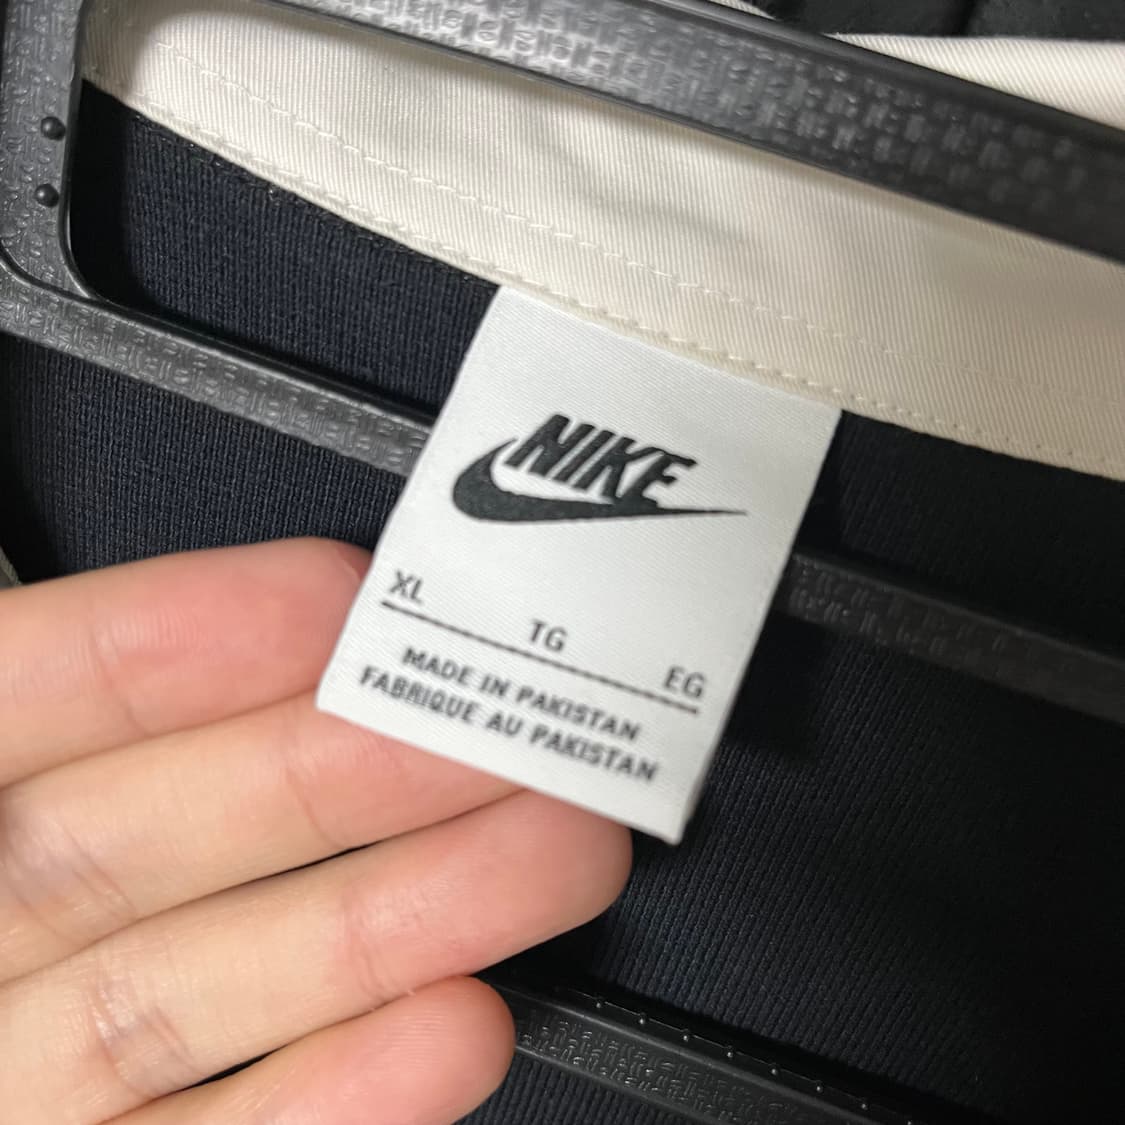 NIKE
XL
TG
EG
MADE IN PAKISTAN
FABRIQUE AU PAKISTAN